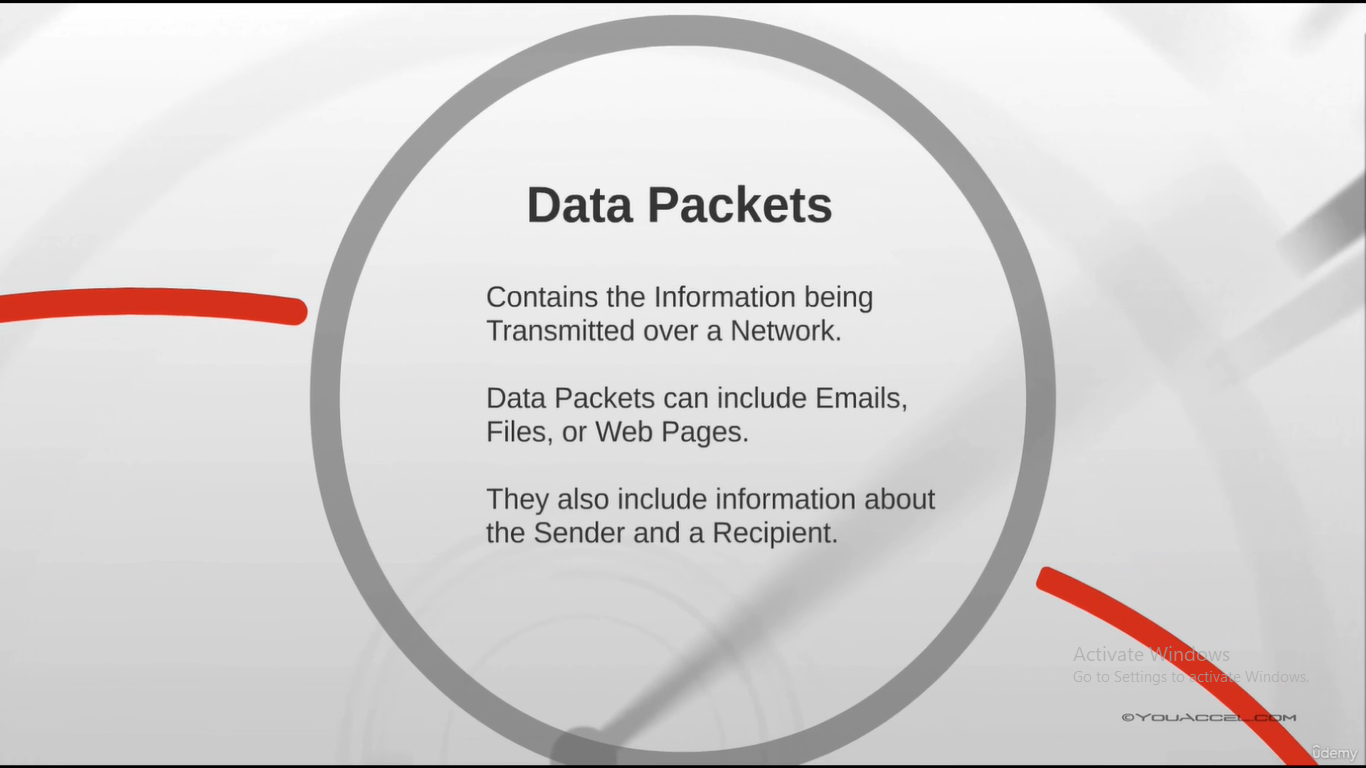 Data Packets
Contains the Information being
Transmitted over a Network.
Data Packets can include Emails,
Files, or Web Pages.
They also include information about
the Sender and a Recipient.
Activate Windows
Go to Settings to activate Windows.
©YOUACCEL.COM
ûdemy